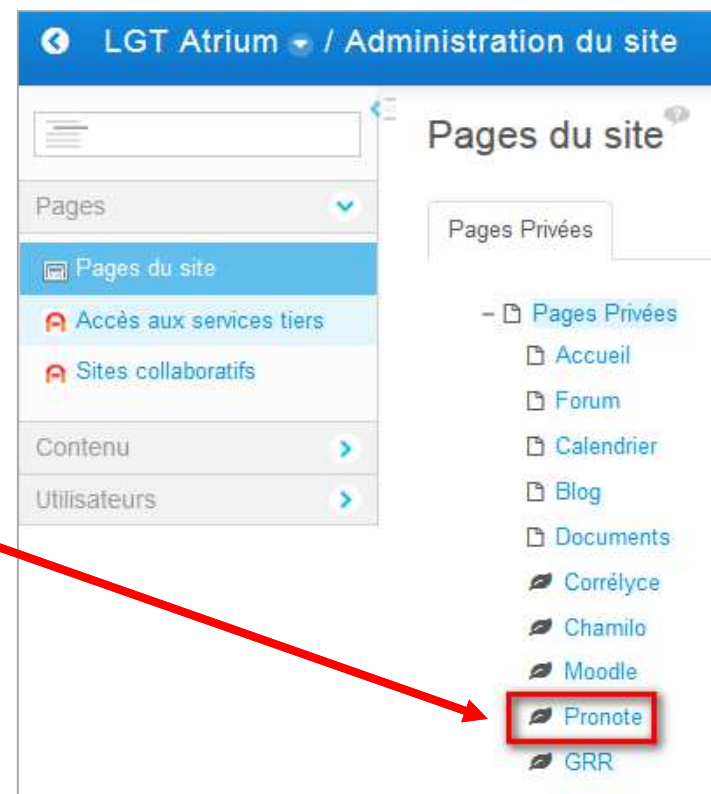 LGT Atrium / Administration du site
Pages
Pages du site
Accès aux services tiers
Sites collaboratifs
Contenu
Utilisateurs
Pages du site
Pages Privées
Pages Privées
Accueil
Forum
Calendrier
Blog
Documents
Corrélyce
Chamilo
Moodle
Pronote
GRR